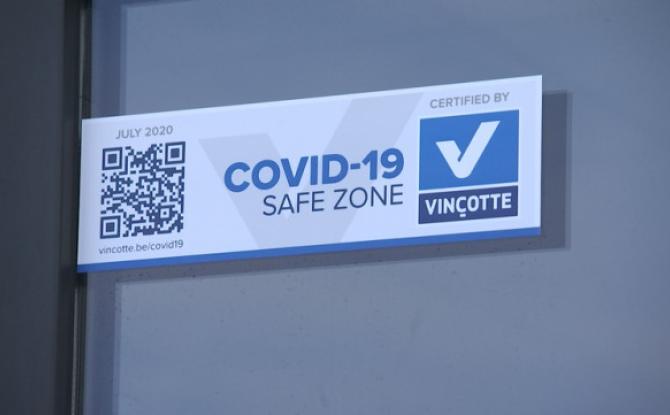 JULY 2020
vincotte.be/covid19
COVID-19
SAFE ZONE
CERTIFIED BY
VINÇOTTE